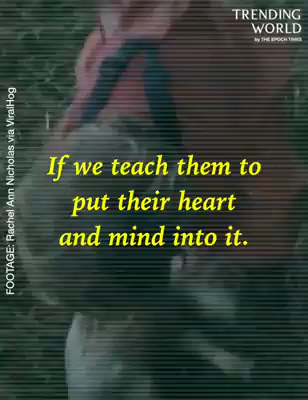 TRENDING
WORLD
by THE EPOCH TIMES
FOOTAGE: Rachel Ann Nicholas via ViralHog
If we teach them to
put their heart
and mind into it.